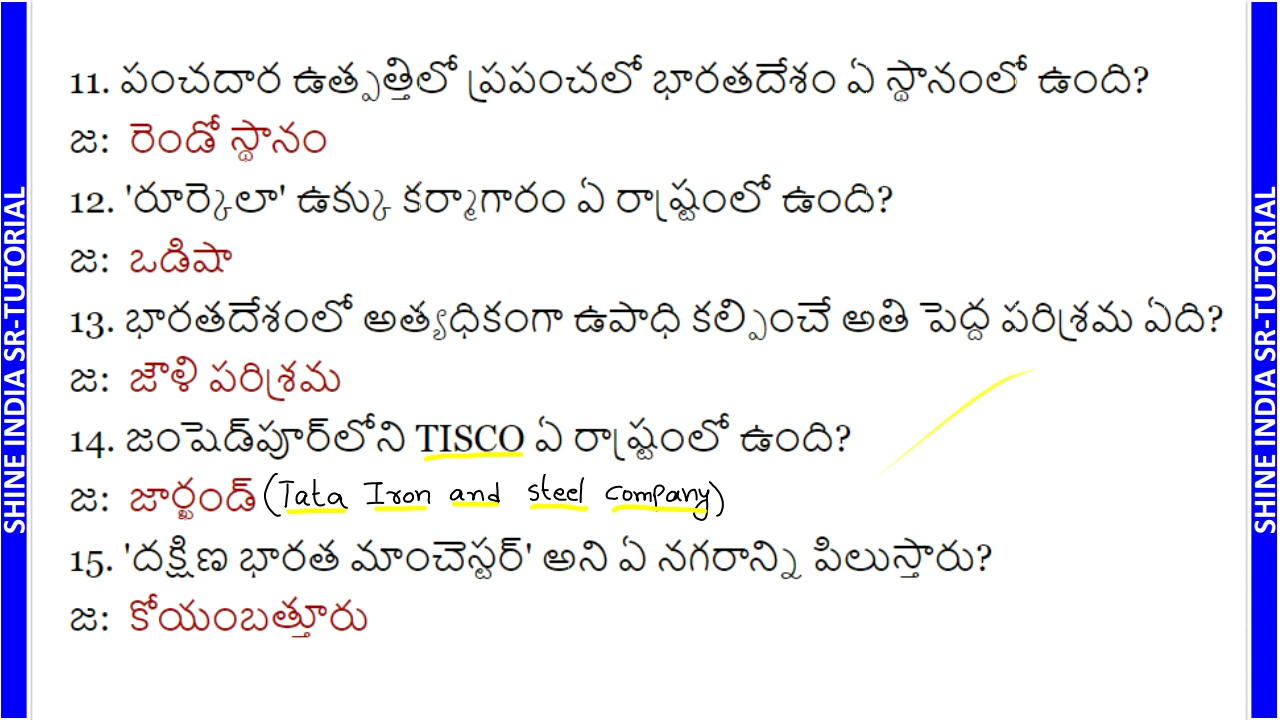 11. పంచదార ఉత్పత్తిలో ప్రపంచలో భారతదేశం ఏ స్థానంలో ఉంది?
జ: రెండో స్థానం
12. 'రూర్కెలా' ఉక్కు కర్మాగారం ఏ రాష్ట్రంలో ఉంది?
జ: ఒడిషా
13. భారతదేశంలో అత్యధికంగా ఉపాధి కల్పించే అతి పెద్ద పరిశ్రమ ఏది?
జ: జౌళి పరిశ్రమ
14. జంషెడ్‌పూర్‌లోని TISCO ఏ రాష్ట్రంలో ఉంది?
జ: జార్ఖండ్ (Tata Iron and steel company)
15. 'దక్షిణ భారత మాంచెస్టర్' అని ఏ నగరాన్ని పిలుస్తారు?
జ: కోయంబత్తూరు
SHINE INDIA SR-TUTORIAL
SHINE INDIA SR-TUTORIAL